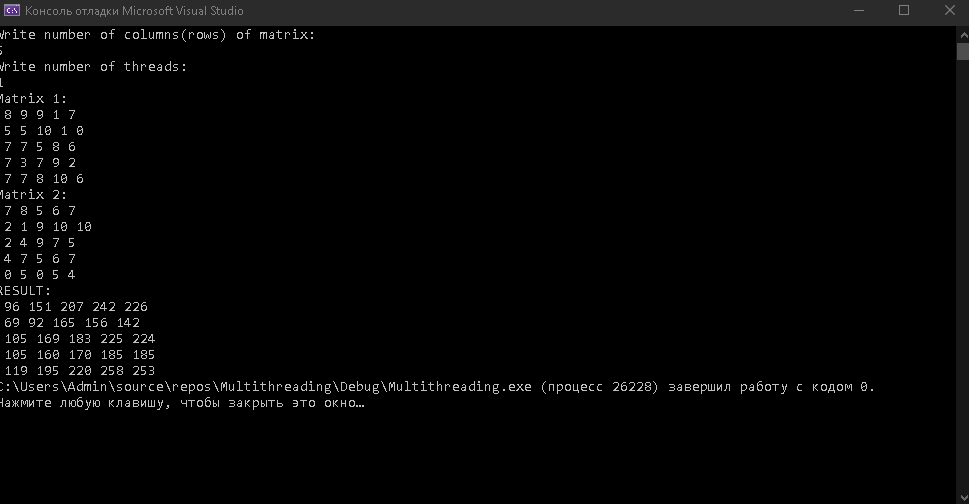 Консоль отладки Microsoft Visual Studio
Write number of columns(rows) of matrix:
5
Write number of threads:
1
Matrix 1:
8 9 9 1 7
5 5 10 1 0
7 7 5 8 6
7 3 7 9 2
7 7 8 10 6
Matrix 2:
7 8 5 6 7
2 1 9 10 10
2 4 9 7 5
4 7 5 6 7
0 5 0 5 4
RESULT:
96 151 207 242 226
69 92 165 156 142
105 169 183 225 224
105 160 170 185 185
119 195 220 258 253
C:\Users\Admin\source\repos\Multithreading\Debug\Multithreading.exe (процесс 26228) завершил работу с кодом 0.
Нажмите любую клавишу, чтобы закрыть это окно…